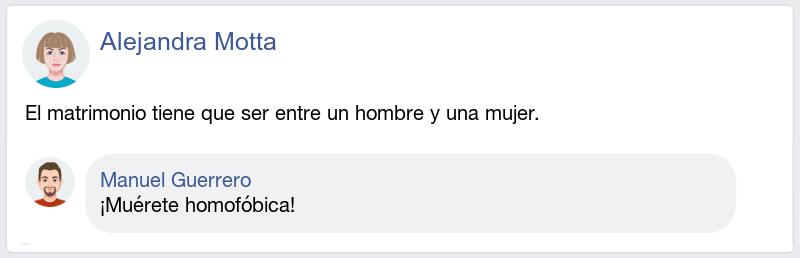 Alejandra Motta
El matrimonio tiene que ser entre un hombre y una mujer.
Manuel Guerrero
¡Muérete homofóbica!